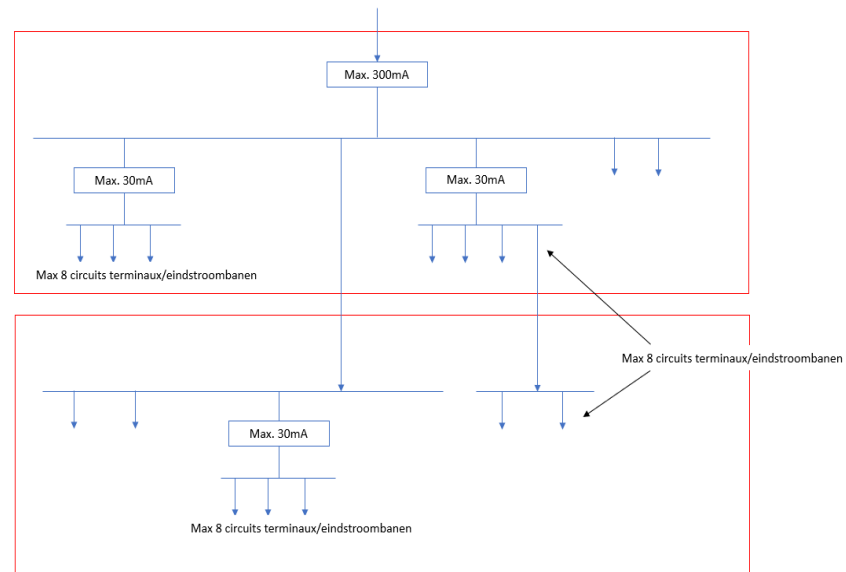 Max. 300mA
Max. 30mA
Max. 30mA
Max 8 circuits terminaux/eindstroombanen
Max 8 circuits terminaux/eindstroombanen
Max. 30mA
Max 8 circuits terminaux/eindstroombanen